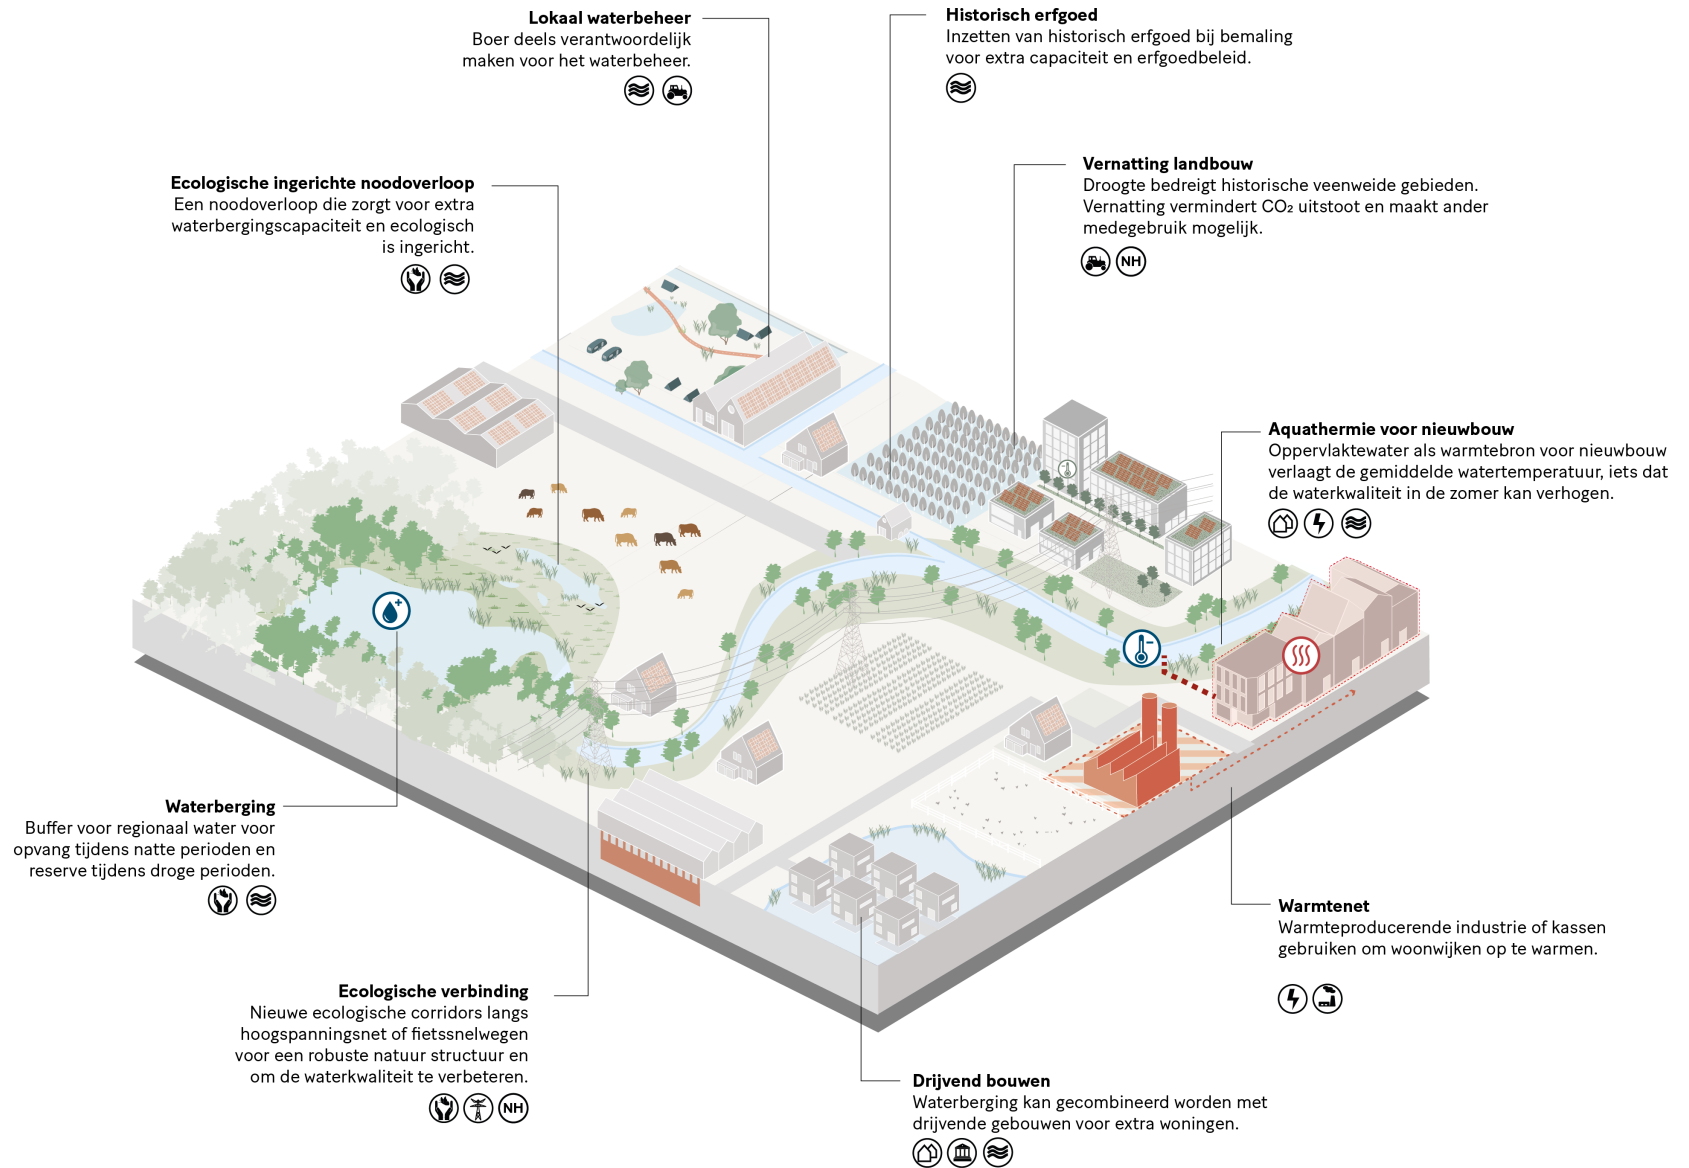 Lokaal waterbeheer
Boer deels verantwoordelijk
maken voor het waterbeheer.
Historisch erfgoed
Inzetten van historisch erfgoed bij bemaling
voor extra capaciteit en erfgoedbeleid.
Ecologische ingerichte noodoverloop
Een noodoverloop die zorgt voor extra
waterbergingscapaciteit en ecologisch
is ingericht.
Vernatting landbouw
Droogte bedreigt historische veenweide gebieden.
Vernatting vermindert CO₂ uitstoot en maakt ander
medegebruik mogelijk.
NH
Aquathermie voor nieuwbouw
Oppervlaktewater als warmtebron voor nieuwbouw
verlaagt de gemiddelde watertemperatuur, iets dat
de waterkwaliteit in de zomer kan verhogen.
Waterberging
Buffer voor regionaal water voor
opvang tijdens natte perioden en
reserve tijdens droge perioden.
Warmtenet
Warmteproducerende industrie of kassen
gebruiken om woonwijken op te warmen.
Ecologische verbinding
Nieuwe ecologische corridors langs
hoogspanningsnet of fietssnelwegen
voor een robuste natuur structuur en
om de waterkwaliteit te verbeteren.
NH
Drijvend bouwen
Waterberging kan gecombineerd worden met
drijvende gebouwen voor extra woningen.